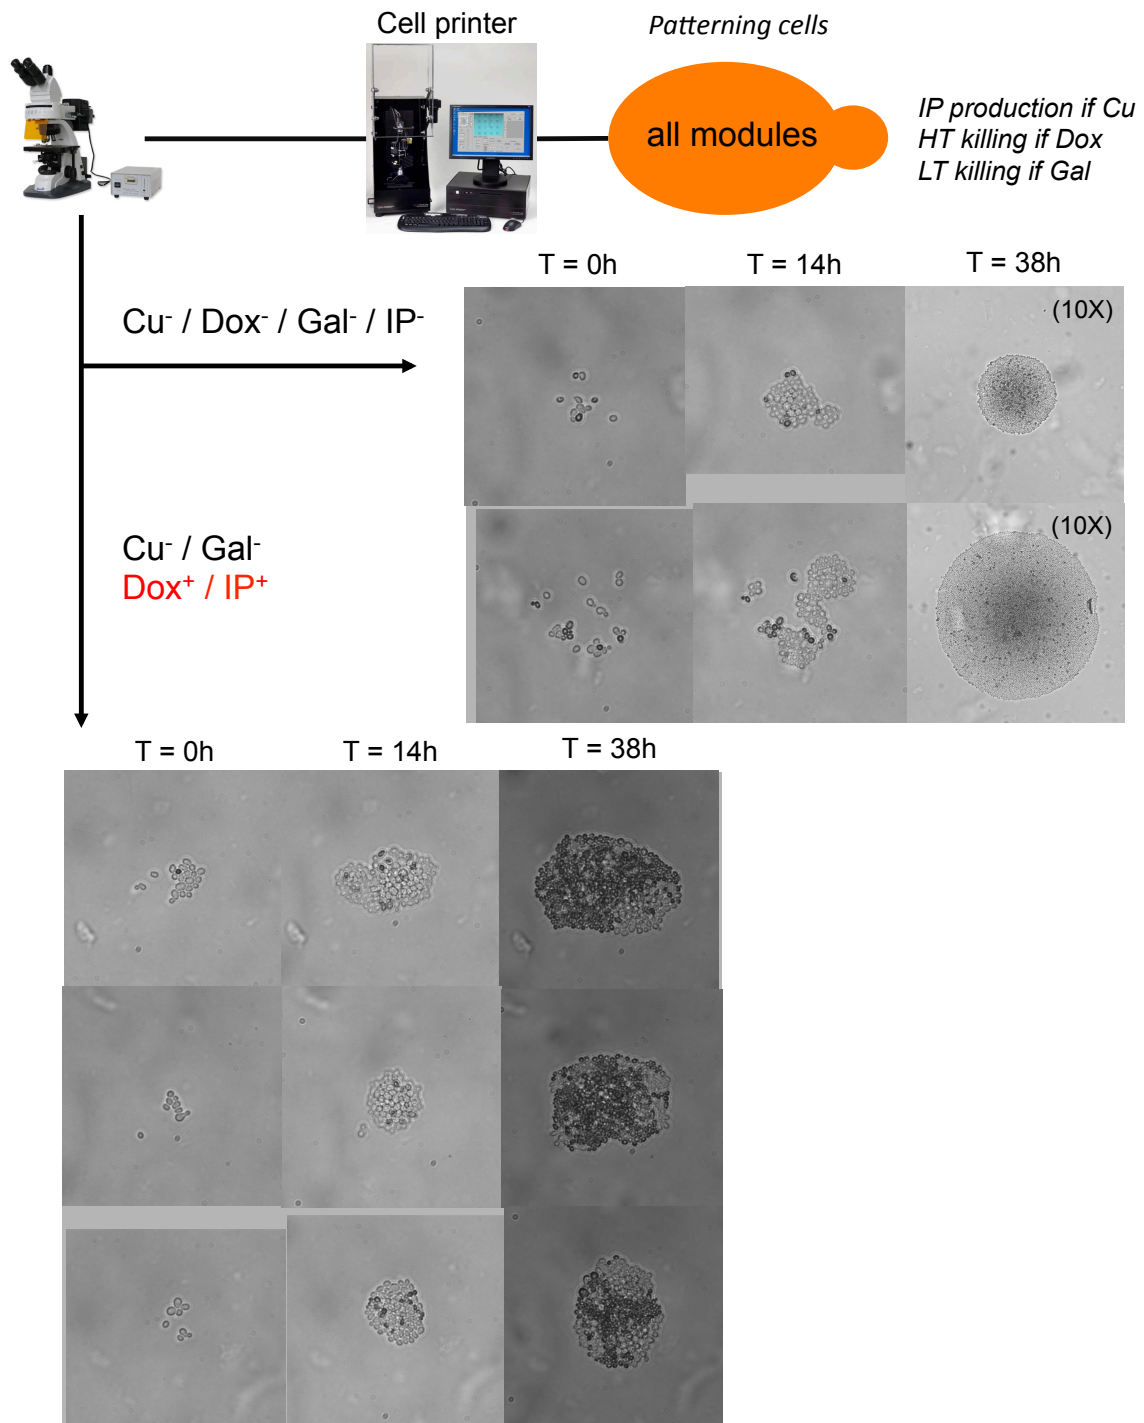 Cell printer
Patterning cells
all modules
IP production if Cu
HT killing if Dox
LT killing if Gal
T = 0h
T = 14h
T = 38h
Cu⁻ / Dox⁻ / Gal⁻ / IP⁻
(10X)
Cu⁻ / Gal⁻
Dox⁺ / IP⁺
(10X)
T = 0h
T = 14h
T = 38h